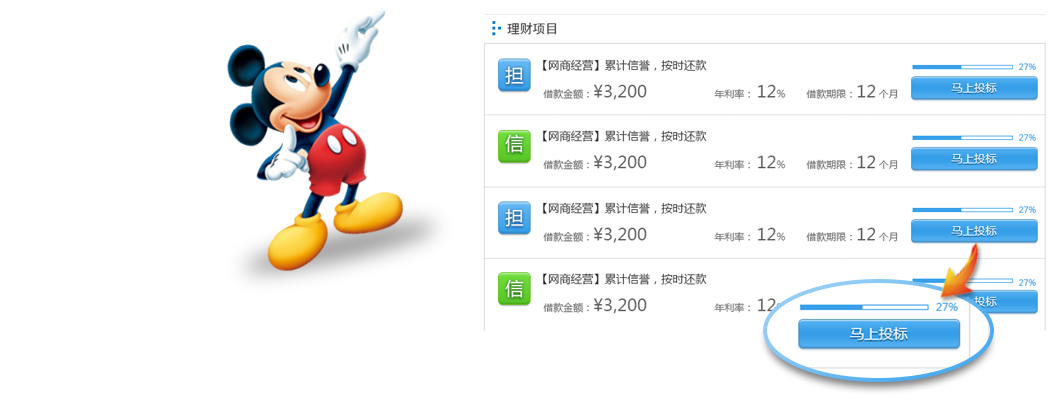 理财项目
担 【网商经营】累计信誉，按时还款 27%
借款金额：¥3,200 年利率： 12% 借款期限：12 个月 马上投标
信 【网商经营】累计信誉，按时还款 27%
借款金额：¥3,200 年利率： 12% 借款期限：12 个月 马上投标
担 【网商经营】累计信誉，按时还款 27%
借款金额：¥3,200 年利率： 12% 借款期限：12 个月 马上投标
信 【网商经营】累计信誉，按时还款 27%
借款金额：¥3,200 年利率： 12 上投标
27%
马上投标